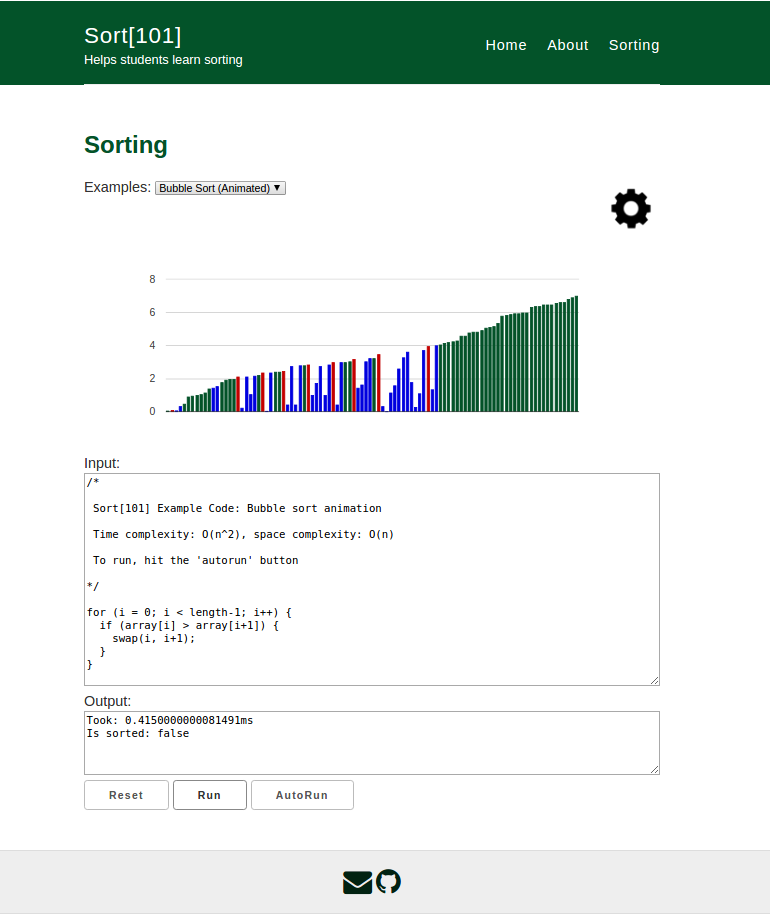 Sort[101]
Helps students learn sorting
Home About Sorting
Sorting
Examples: Bubble Sort (Animated) ▼
8
6
4
2
0
Input:
/*
Sort[101] Example Code: Bubble sort animation
Time complexity: O(n^2), space complexity: O(n)
To run, hit the 'autorun' button
*/
for (i = 0; i < length-1; i++) {
  if (array[i] > array[i+1]) {
    swap(i, i+1);
  }
}
Output:
Took: 0.4150000000081491ms
Is sorted: false
Reset Run AutoRun